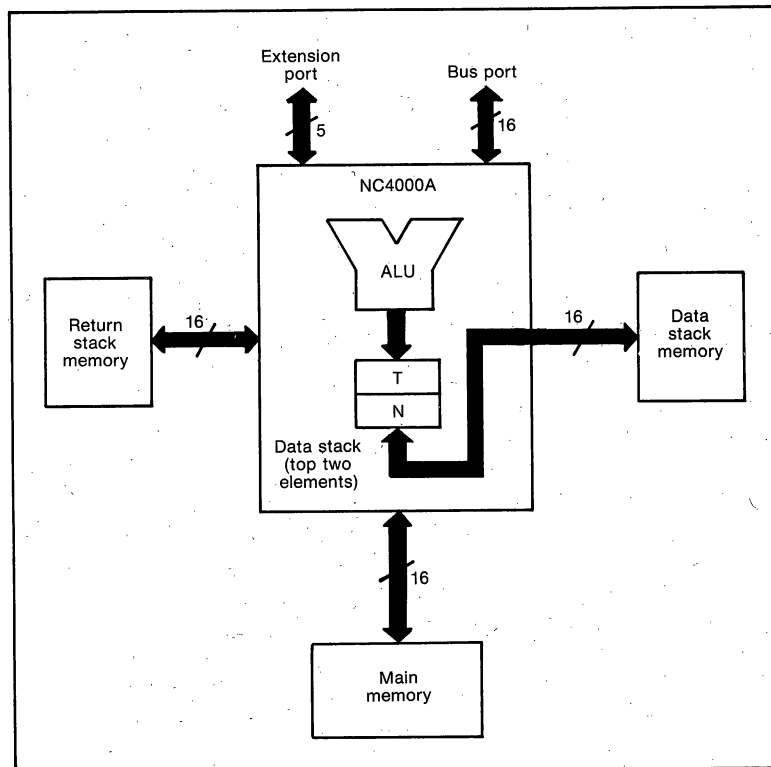 Extension
port
Bus port
5
16
NC4000A
ALU
Return
stack
memory
16
16
Data
stack
memory
T
N
Data stack
(top two
elements)
16
Main
memory